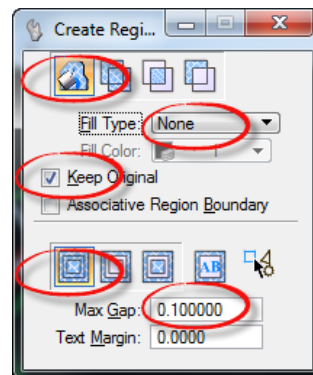 Create Regi...
Fill Type: None
Fill Color: 1
Keep Original
Associative Region Boundary
AB
Max Gap: 0.100000
Text Margin: 0.0000